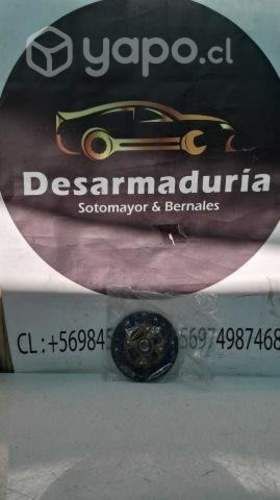 yapo.cl
Desarmaduría
Sotomayor & Bernales
CL:+56984 56974987468